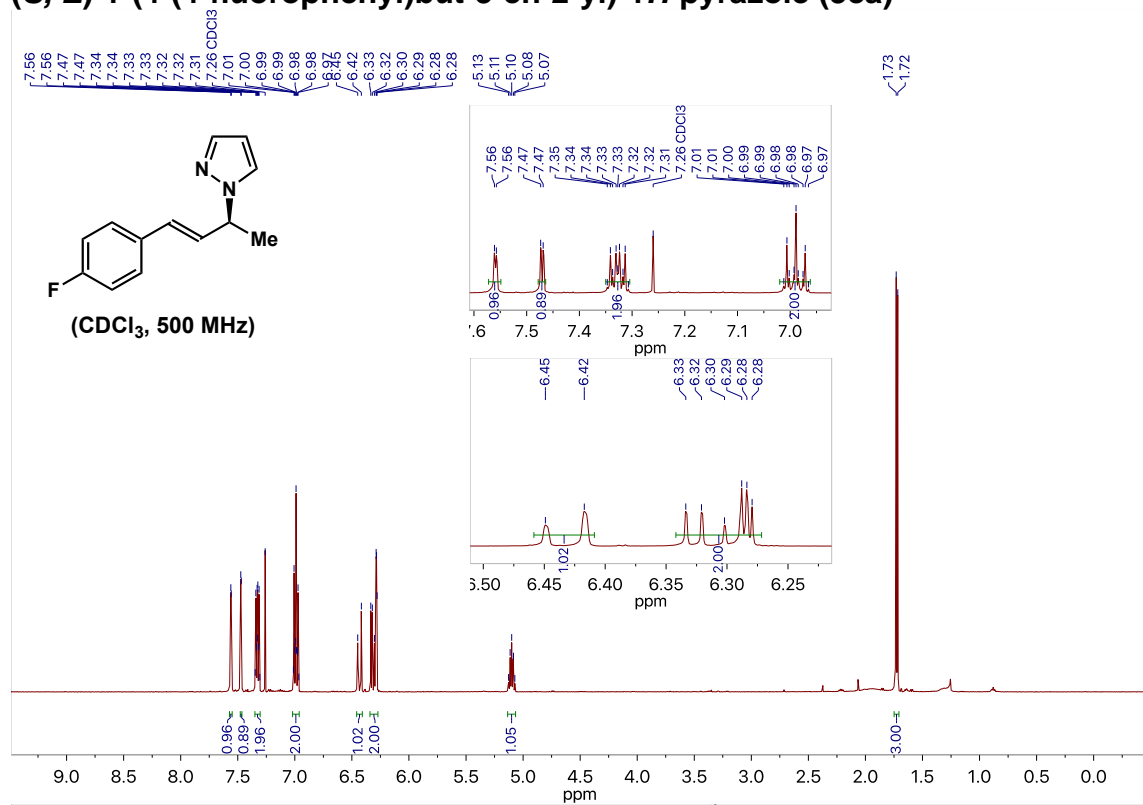 7.56 7.56 7.47 7.47 7.34 7.34 7.33 7.33 7.32 7.32 7.31 7.26 CDCl3 7.01 7.00 6.99 6.99 6.98 6.98 6.97 6.45 6.42 6.33 6.32 6.30 6.29 6.28 6.28
5.13 5.11 5.10 5.08 5.07
1.73 1.72
N
N
Me
F
(CDCl3, 500 MHz)
7.56 7.56 7.47 7.47 7.35 7.34 7.34 7.33 7.33 7.32 7.32 7.31 7.26 CDCl3 7.01 7.01 7.00 6.99 6.99 6.98 6.98 6.97 6.97
0.96 0.89 1.96 2.00
7.5 7.4 7.3 7.2 7.1 7.0
ppm
6.45 6.42 6.33 6.32 6.30 6.29 6.28 6.28
1.02 2.00
6.45 6.40 6.35 6.30 6.25
ppm
0.96 0.89 1.96 2.00 1.02 2.00 1.05 3.00
9.0 8.5 8.0 7.5 7.0 6.5 6.0 5.5 5.0 4.5 4.0 3.5 3.0 2.5 2.0 1.5 1.0 0.5 0.0
ppm